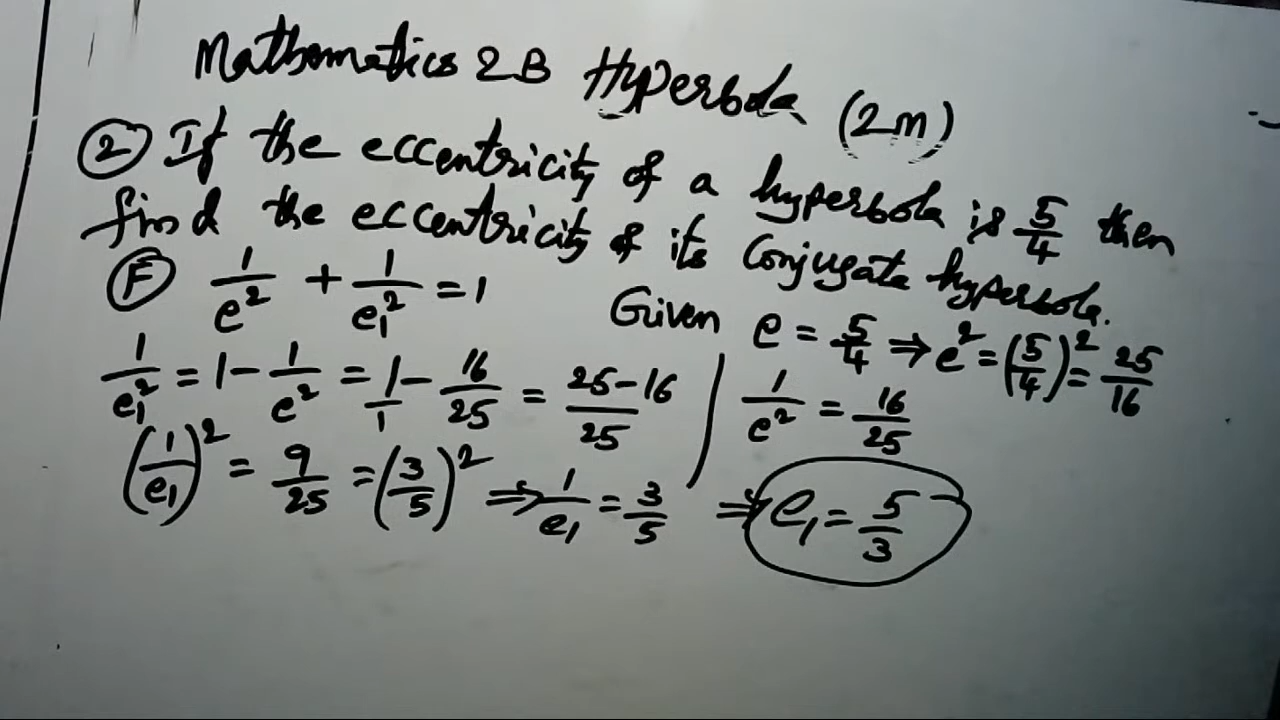 Mathematics 2B Hyperbola (2m)
② If the eccentricity of a hyperbola is 5/4 then
find the eccentricity of its conjugate hyperbola.
Ⓕ 1/e² + 1/e₁² = 1
Given e = 5/4 ⇒ e² = (5/4)² = 25/16
1/e₁² = 1 - 1/e² = 1/1 - 16/25 = 25-16/25
1/e² = 16/25
(1/e₁)² = 9/25 = (3/5)² ⇒ 1/e₁ = 3/5 ⇒ e₁ = 5/3